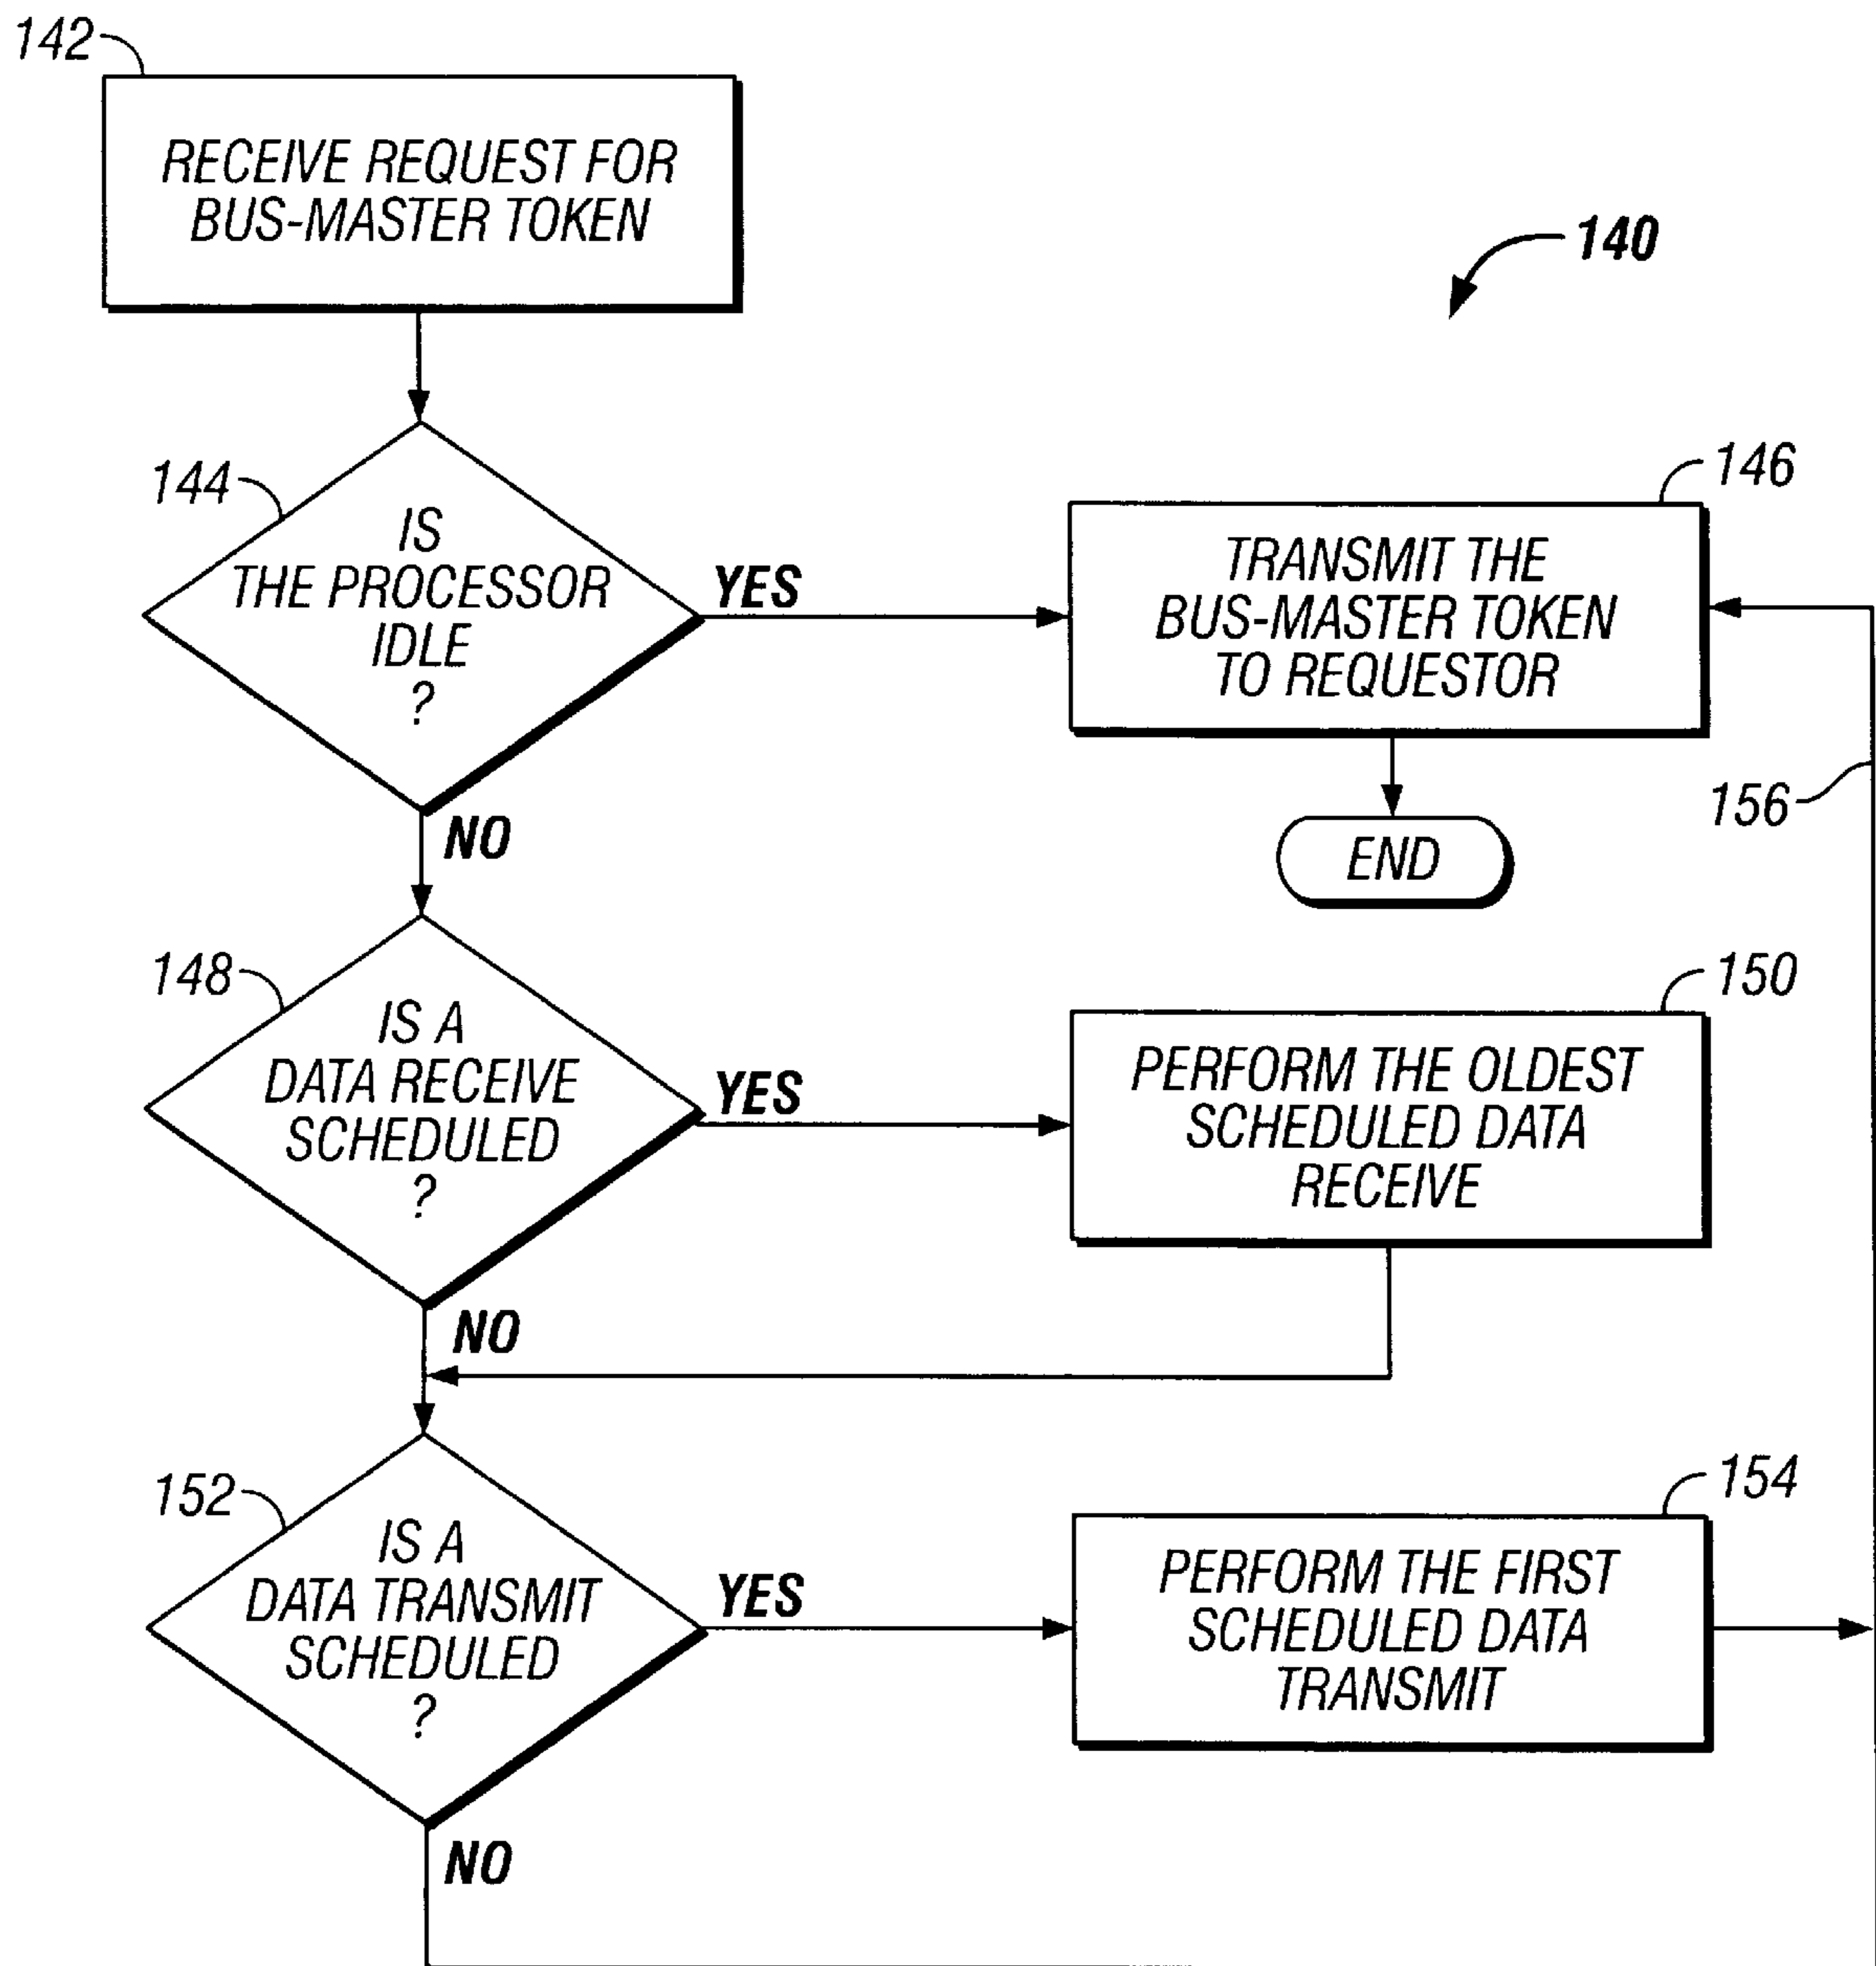 142
RECEIVE REQUEST FOR
BUS-MASTER TOKEN
140
144
IS
THE PROCESSOR
IDLE
?
YES
NO
146
TRANSMIT THE
BUS-MASTER TOKEN
TO REQUESTOR
156
END
148
IS A
DATA RECEIVE
SCHEDULED
?
YES
NO
150
PERFORM THE OLDEST
SCHEDULED DATA
RECEIVE
152
IS A
DATA TRANSMIT
SCHEDULED
?
YES
NO
154
PERFORM THE FIRST
SCHEDULED DATA
TRANSMIT